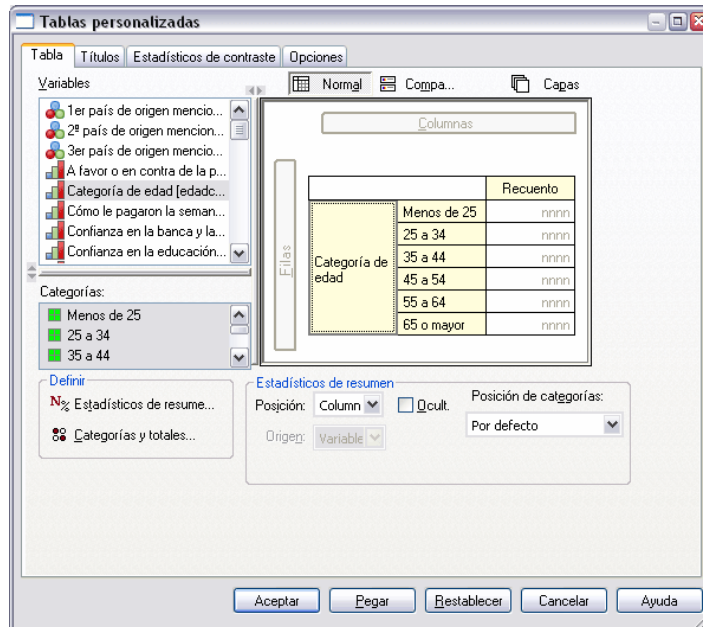 Tablas personalizadas
Tabla Títulos Estadísticos de contraste Opciones
Variables
1er país de origen mencio...
2º país de origen mencion...
3er país de origen mencio...
A favor o en contra de la p...
Categoría de edad [edadc...
Cómo le pagaron la seman...
Confianza en la banca y la...
Confianza en la educación...
Categorías:
Menos de 25
25 a 34
35 a 44
Normal Compa... Capas
Columnas
Filas
Recuento
Categoría de edad
Menos de 25 nnnn
25 a 34 nnnn
35 a 44 nnnn
45 a 54 nnnn
55 a 64 nnnn
65 o mayor nnnn
Definir
N% Estadísticos de resume...
Categorías y totales...
Estadísticos de resumen
Posición: Column Ocult.
Origen: Variable
Posición de categorías:
Por defecto
Aceptar Pegar Restablecer Cancelar Ayuda